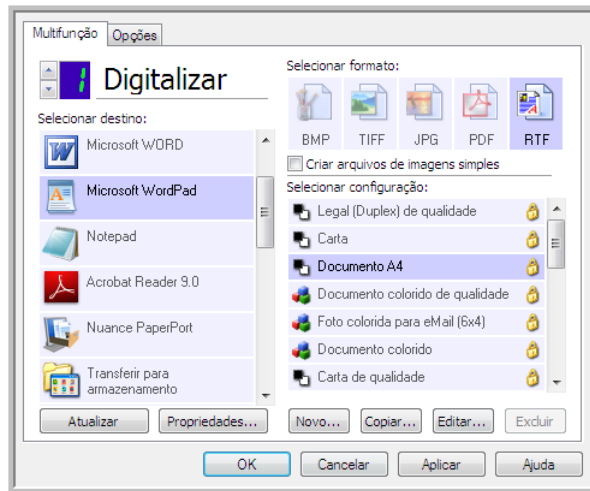 Multifunção
Opções
1 Digitalizar
Selecionar destino:
Microsoft WORD
Microsoft WordPad
Notepad
Acrobat Reader 9.0
Nuance PaperPort
Transferir para
armazenamento
Atualizar
Propriedades...
Selecionar formato:
BMP
TIFF
JPG
PDF
RTF
Criar arquivos de imagens simples
Selecionar configuração:
Legal (Duplex) de qualidade
Carta
Documento A4
Documento colorido de qualidade
Foto colorida para eMail (6x4)
Documento colorido
Carta de qualidade
Novo...
Copiar...
Editar...
Excluir
OK
Cancelar
Aplicar
Ajuda